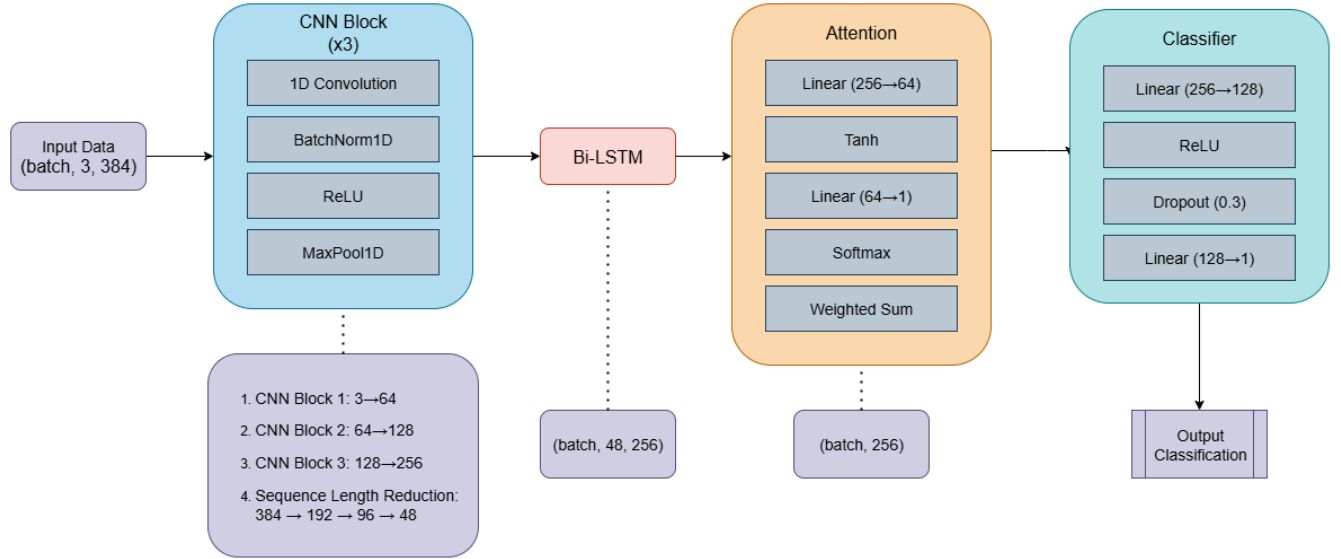 Input Data
(batch, 3, 384)
CNN Block
(x3)
1D Convolution
BatchNorm1D
ReLU
MaxPool1D
1. CNN Block 1: 3→64
2. CNN Block 2: 64→128
3. CNN Block 3: 128→256
4. Sequence Length Reduction:
384 → 192 → 96 → 48
Bi-LSTM
(batch, 48, 256)
Attention
Linear (256→64)
Tanh
Linear (64→1)
Softmax
Weighted Sum
(batch, 256)
Classifier
Linear (256→128)
ReLU
Dropout (0.3)
Linear (128→1)
Output
Classification